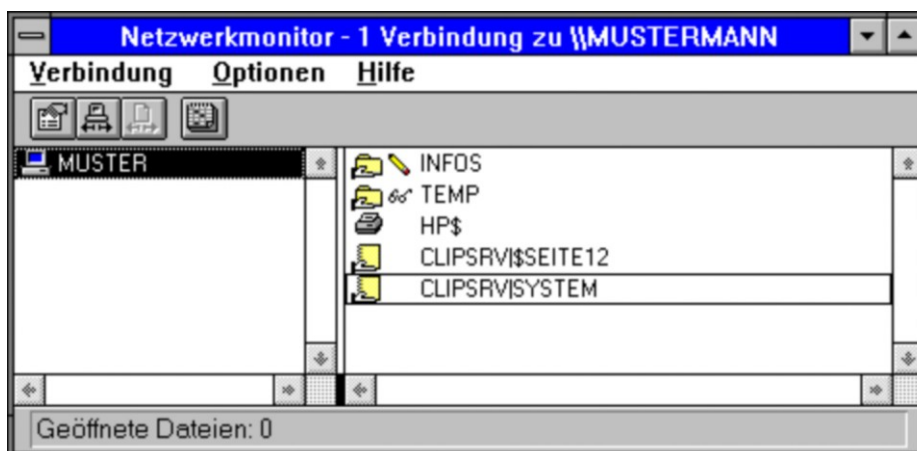 Netzwerkmonitor - 1 Verbindung zu \\MUSTERMANN
Verbindung Optionen Hilfe
MUSTER
INFOS
TEMP
HP$
CLIPSRV|$SEITE12
CLIPSRV|SYSTEM
Geöffnete Dateien: 0